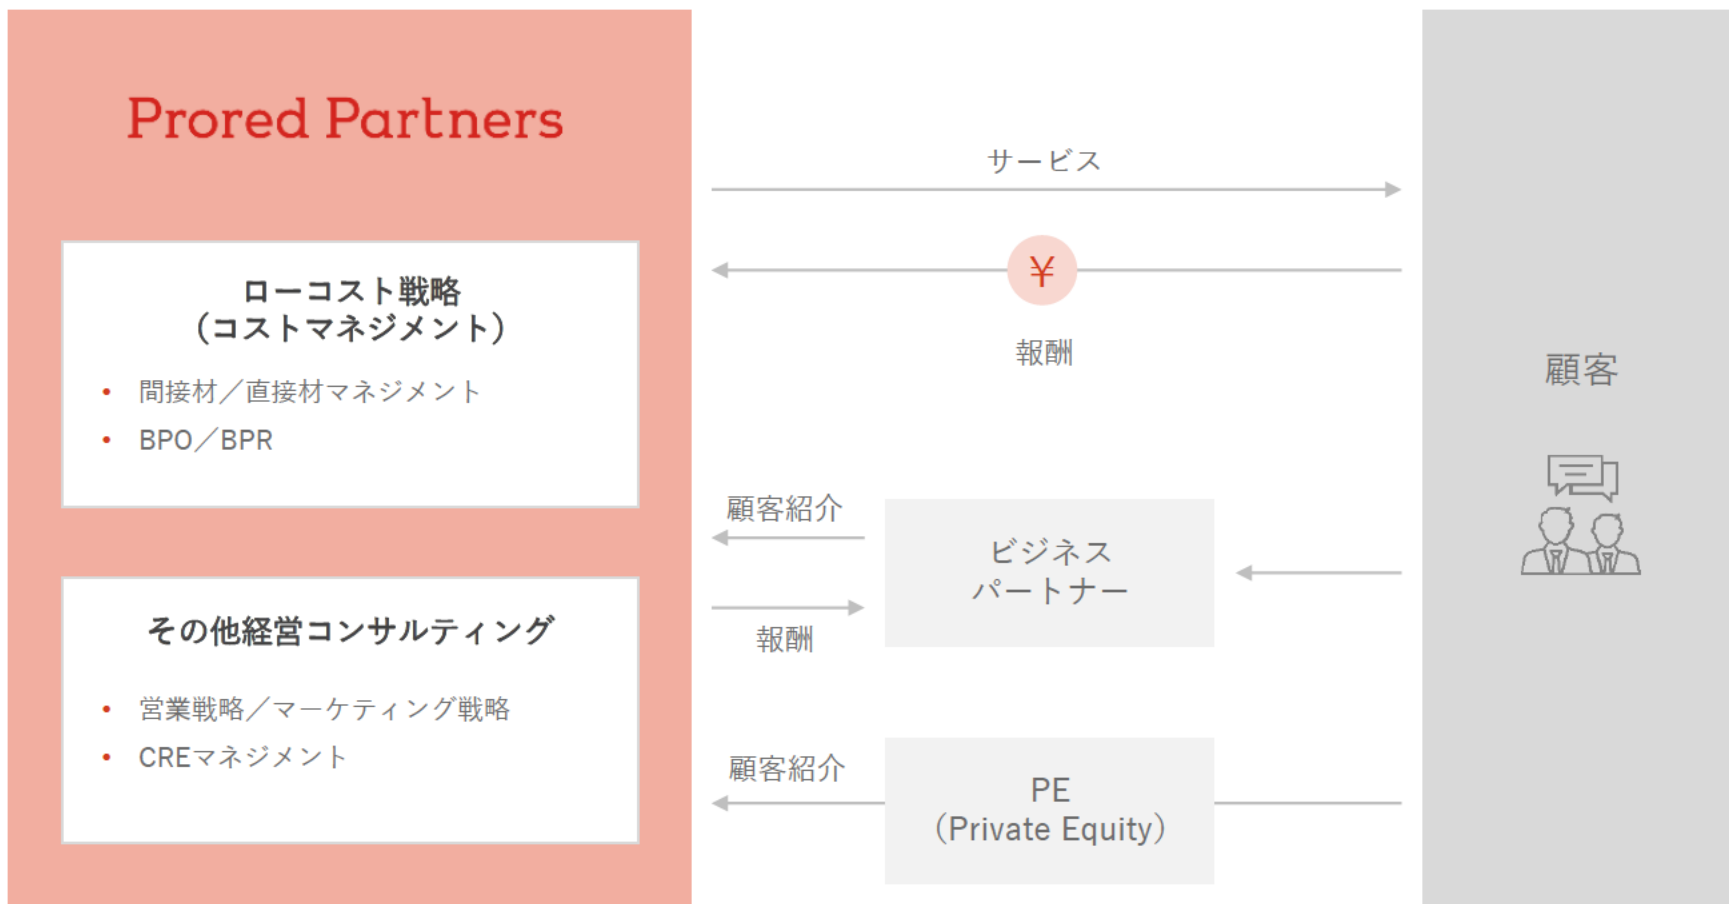 Prored Partners
ローコスト戦略
（コストマネジメント）
• 間接材／直接材マネジメント
• BPO／BPR
その他経営コンサルティング
• 営業戦略／マーケティング戦略
• CREマネジメント
サービス
¥
報酬
顧客紹介
報酬
ビジネス
パートナー
顧客紹介
PE
（Private Equity）
顧客